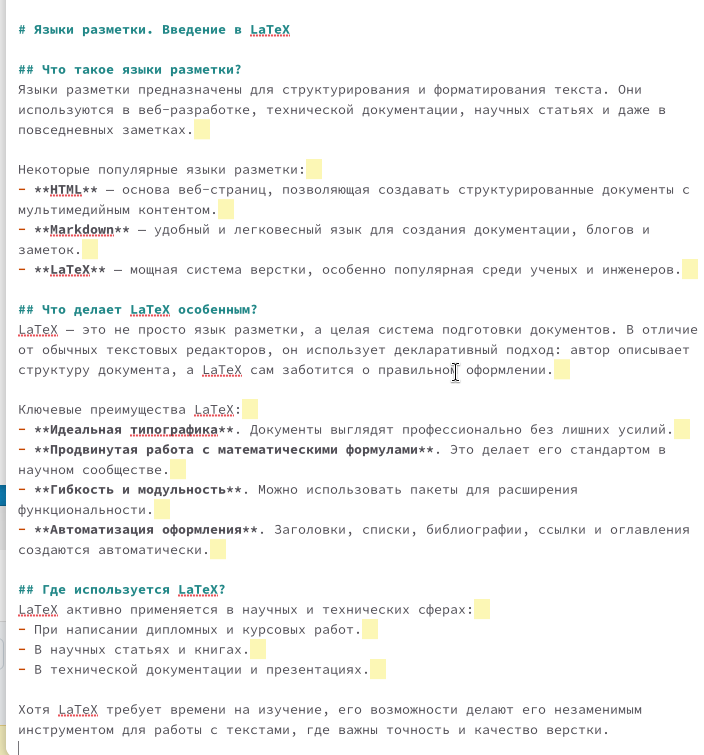 # Языки разметки. Введение в LaTeX
## Что такое языки разметки?
Языки разметки предназначены для структурирования и форматирования текста. Они
используются в веб-разработке, технической документации, научных статьях и даже в
повседневных заметках.
Некоторые популярные языки разметки:
- **HTML** — основа веб-страниц, позволяющая создавать структурированные документы с
мультимедийным контентом.
- **Markdown** — удобный и легковесный язык для создания документации, блогов и
заметок.
- **LaTeX** — мощная система верстки, особенно популярная среди ученых и инженеров.
## Что делает LaTeX особенным?
LaTeX — это не просто язык разметки, а целая система подготовки документов. В отличие
от обычных текстовых редакторов, он использует декларативный подход: автор описывает
структуру документа, а LaTeX сам заботится о правильном оформлении.
Ключевые преимущества LaTeX:
- **Идеальная типографика**. Документы выглядят профессионально без лишних усилий.
- **Продвинутая работа с математическими формулами**. Это делает его стандартом в
научном сообществе.
- **Гибкость и модульность**. Можно использовать пакеты для расширения
функциональности.
- **Автоматизация оформления**. Заголовки, списки, библиографии, ссылки и оглавления
создаются автоматически.
## Где используется LaTeX?
LaTeX активно применяется в научных и технических сферах:
- При написании дипломных и курсовых работ.
- В научных статьях и книгах.
- В технической документации и презентациях.
Хотя LaTeX требует времени на изучение, его возможности делают его незаменимым
инструментом для работы с текстами, где важны точность и качество верстки.